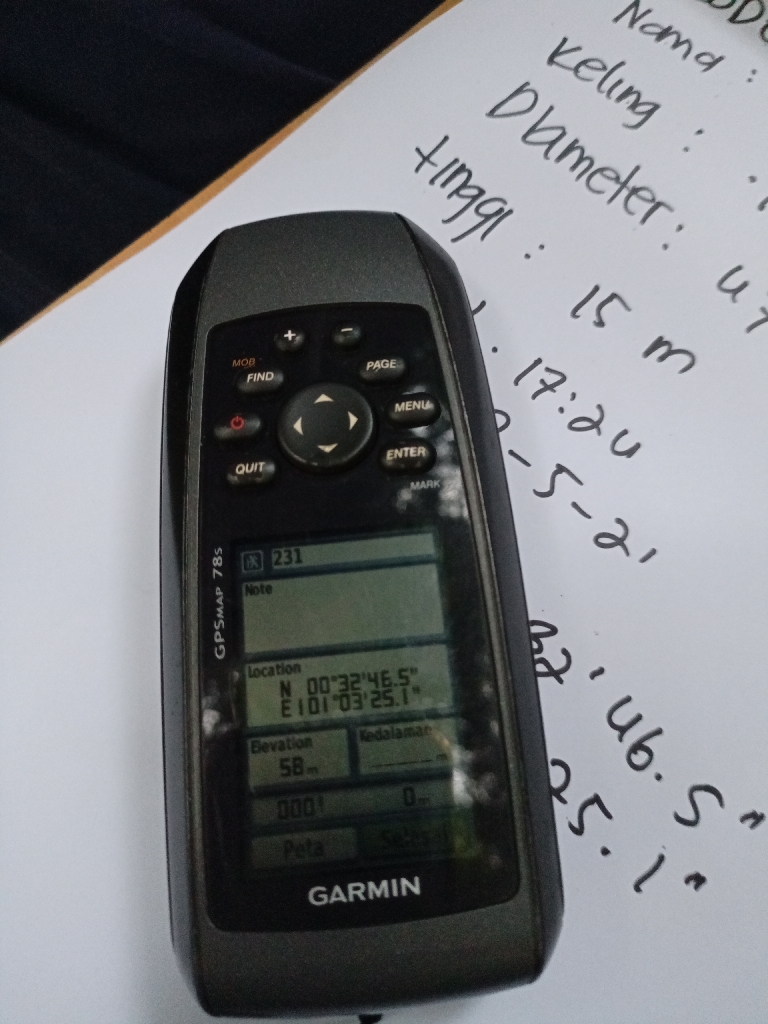 Nama :
Keling :
Diameter:
tinggi : 15 m
17:24
-5-21
32' 46.5"
25.1"
+ -
MOB
FIND PAGE
MENU
QUIT ENTER
MARK
GPSMAP 78s
231
Note
Location
N 00°32'46.5"
E101°03'25.1"
Elevation Kedalaman
58m m
0001 0m
Peta Selesai
GARMIN